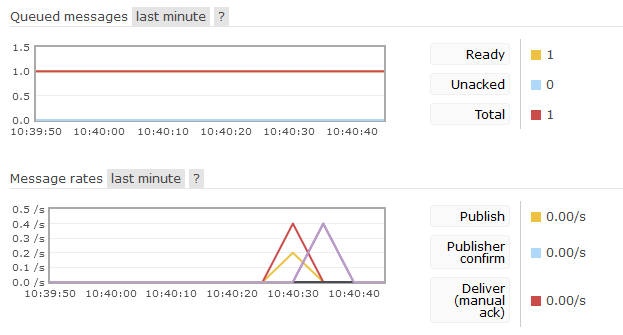 Queued messages last minute ?
1.5
1.0
0.5
0.0
10:39:50 10:40:00 10:40:10 10:40:20 10:40:30 10:40:40
Ready 1
Unacked 0
Total 1
Message rates last minute ?
0.5 /s
0.4 /s
0.3 /s
0.2 /s
0.1 /s
0.0 /s
10:39:50 10:40:00 10:40:10 10:40:20 10:40:30 10:40:40
Publish 0.00/s
Publisher
confirm 0.00/s
Deliver
(manual 0.00/s
ack)